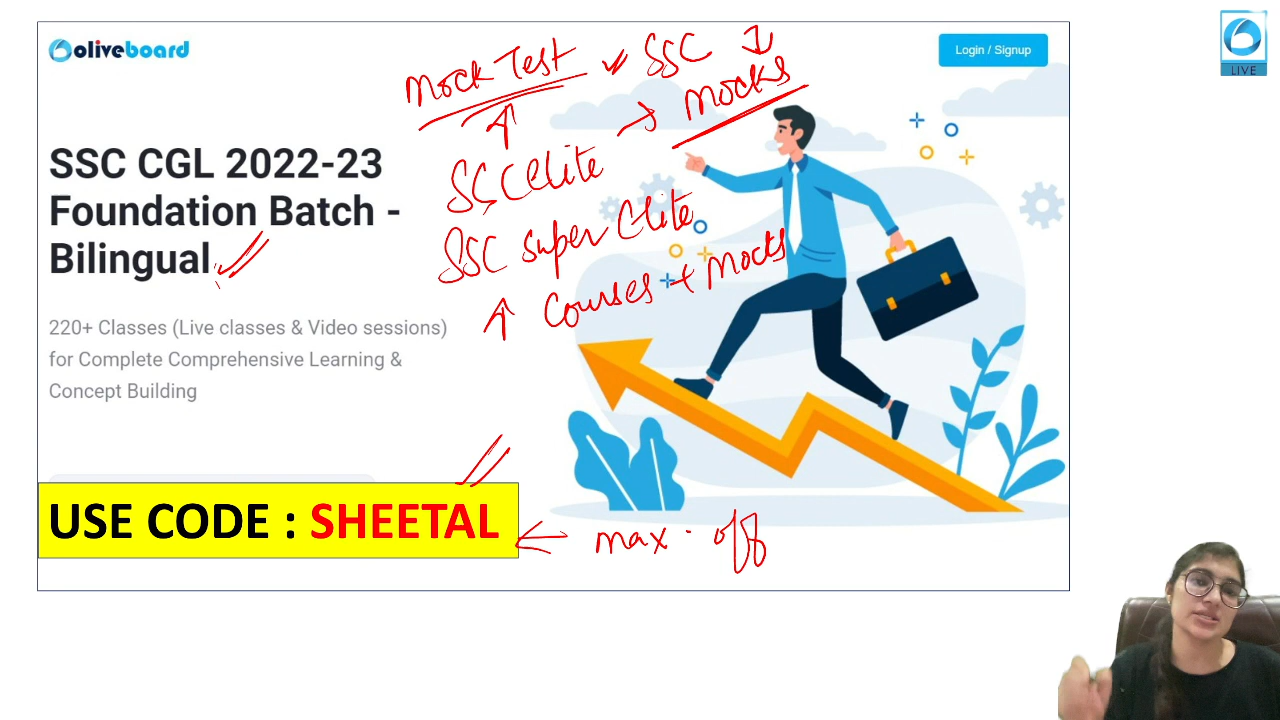 oliveboard
Mock Test ✓ SSC
Login / Signup
LIVE
→ Mocks
SSC CGL 2022-23
Foundation Batch -
Bilingual
SSC Elite
SSC Super Elite
Courses + Mocks
220+ Classes (Live classes & Video sessions)
for Complete Comprehensive Learning &
Concept Building
USE CODE : SHEETAL
← max. off